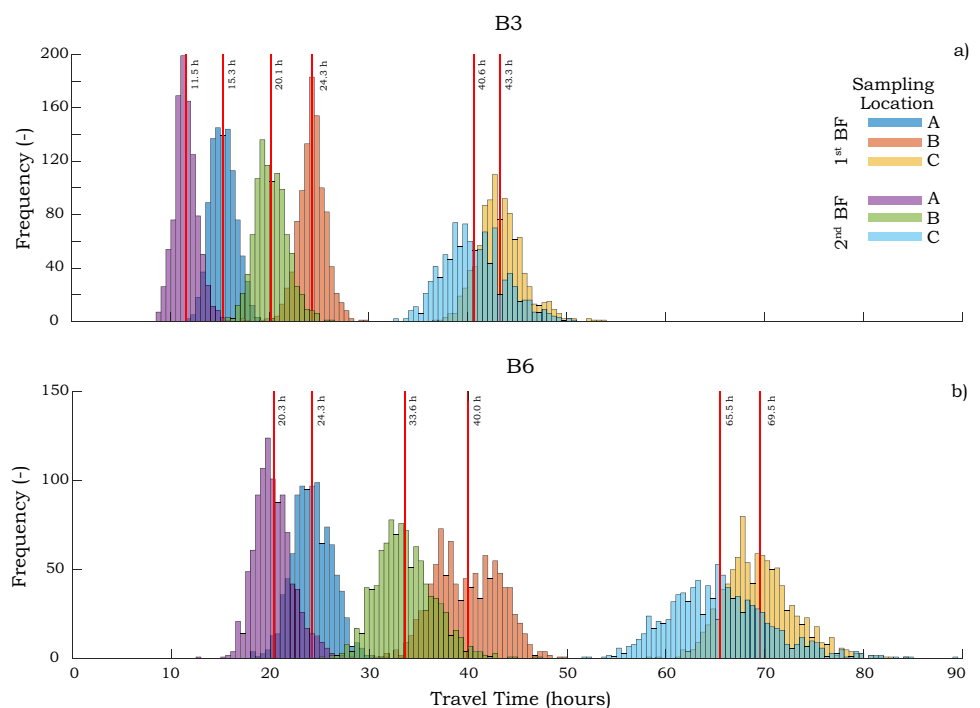 B3
a)
200
160
120
80
40
0
Frequency (-)
11.5 h
15.3 h
20.1 h
24.3 h
40.6 h
43.3 h
Sampling
Location
1st BF
A
B
C
2nd BF
A
B
C
B6
b)
150
100
50
0
Frequency (-)
20.3 h
24.3 h
33.6 h
40.0 h
65.5 h
69.5 h
0 10 20 30 40 50 60 70 80 90
Travel Time (hours)